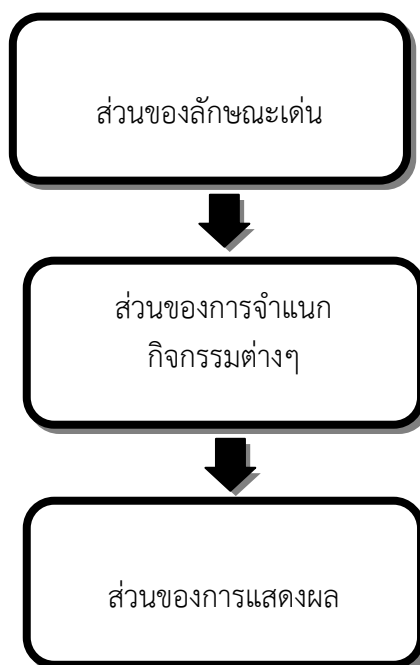 ส่วนของลักษณะเด่น
ส่วนของการจำแนก
กิจกรรมต่างๆ
ส่วนของการแสดงผล